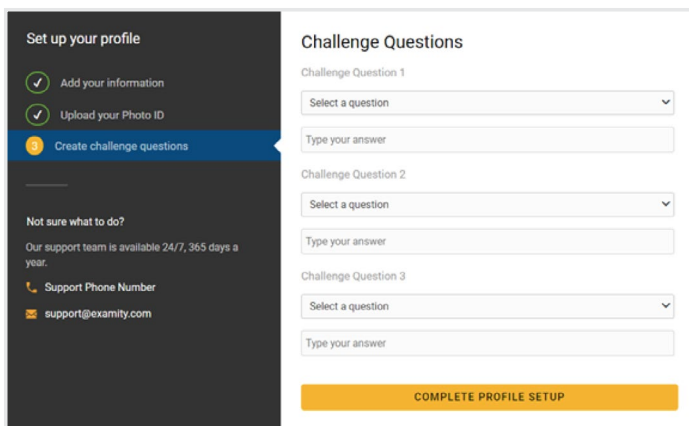 Set up your profile
Add your information
Upload your Photo ID
3 Create challenge questions
Not sure what to do?
Our support team is available 24/7, 365 days a
year.
Support Phone Number
support@examity.com
Challenge Questions
Challenge Question 1
Select a question
Type your answer
Challenge Question 2
Select a question
Type your answer
Challenge Question 3
Select a question
Type your answer
COMPLETE PROFILE SETUP